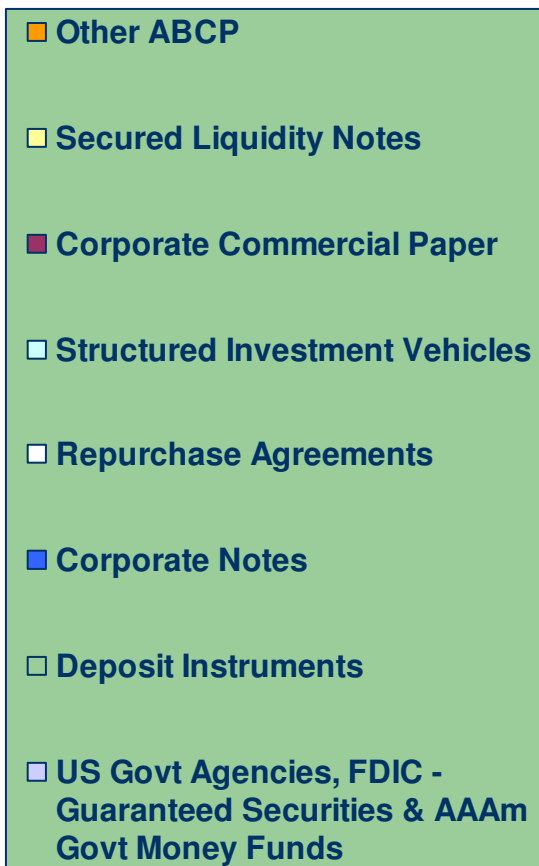 Other ABCP
Secured Liquidity Notes
Corporate Commercial Paper
Structured Investment Vehicles
Repurchase Agreements
Corporate Notes
Deposit Instruments
US Govt Agencies, FDIC -
Guaranteed Securities & AAAm
Govt Money Funds